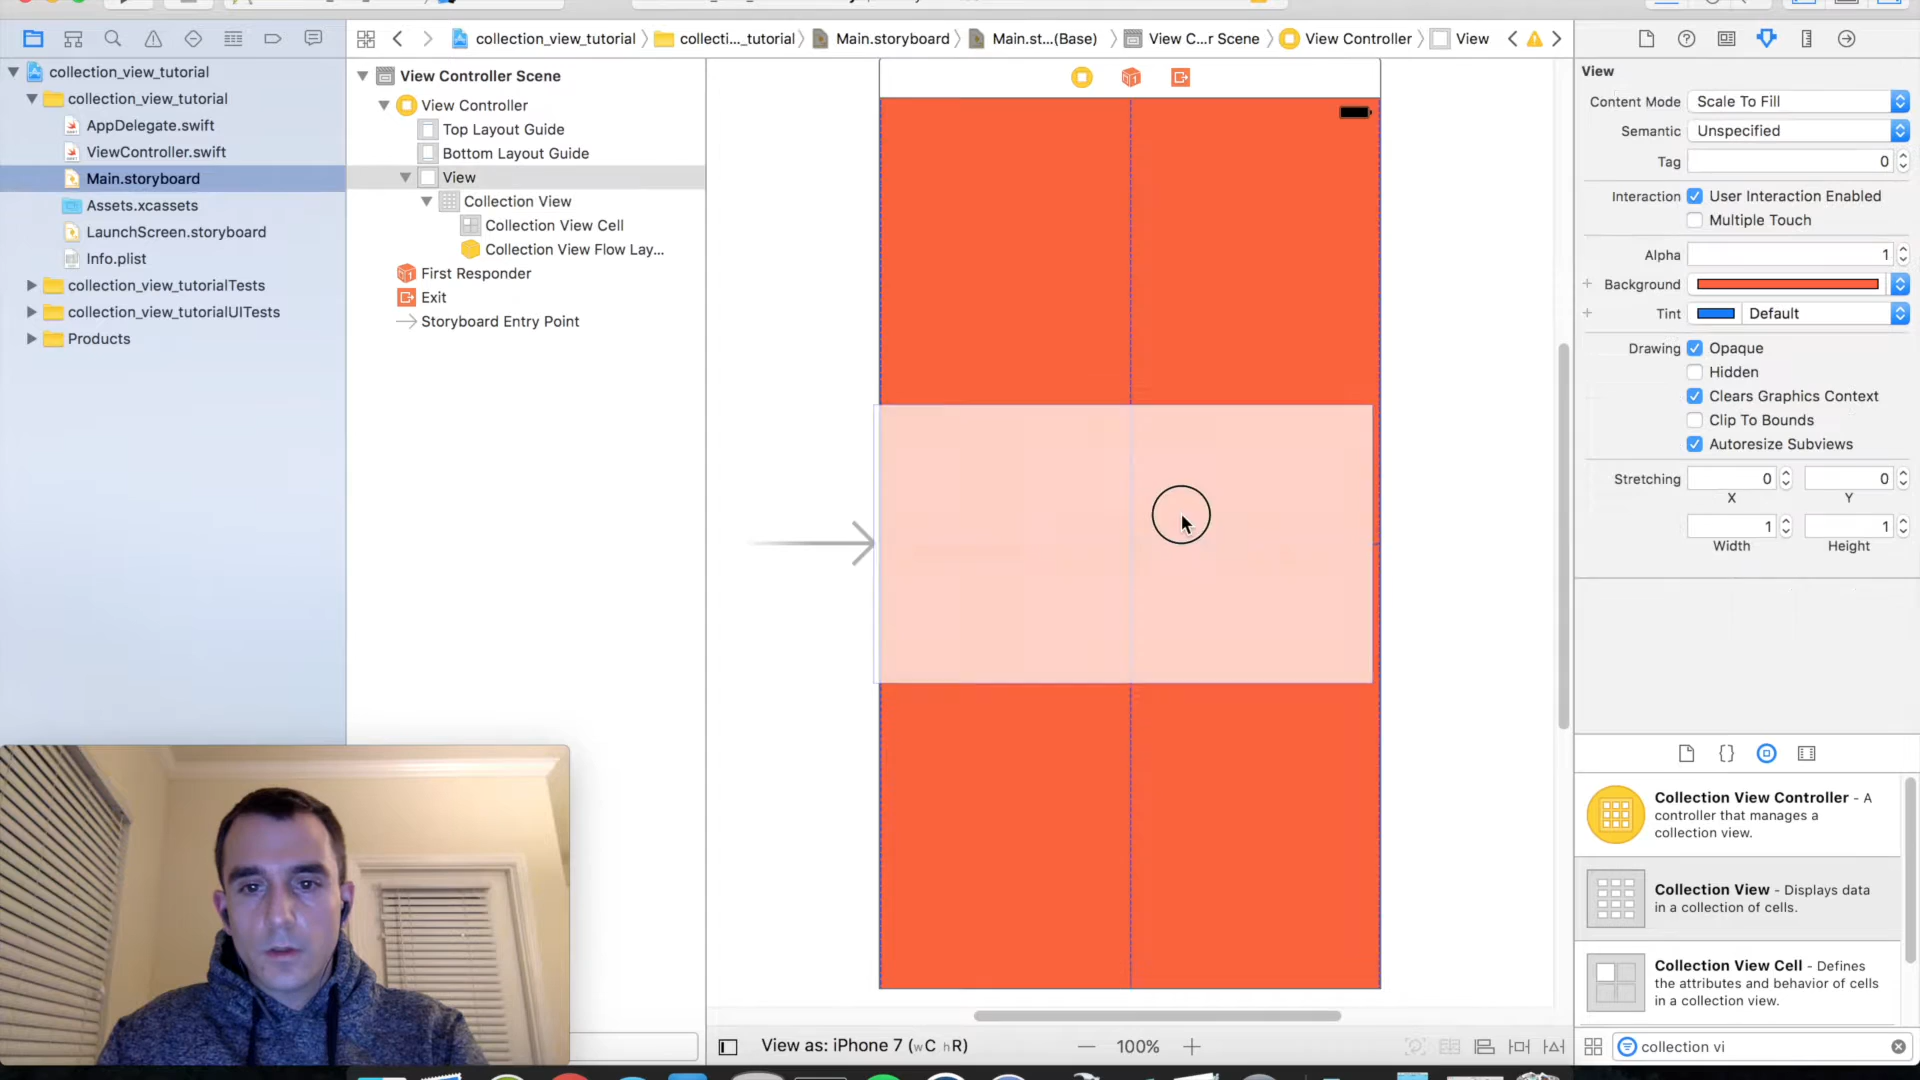 collection_view_tutorial
collecti..._tutorial
Main.storyboard
Main.st...(Base)
View C...r Scene
View Controller
View
collection_view_tutorial
collection_view_tutorial
AppDelegate.swift
ViewController.swift
Main.storyboard
Assets.xcassets
LaunchScreen.storyboard
Info.plist
collection_view_tutorialTests
collection_view_tutorialUITests
Products
View Controller Scene
View Controller
Top Layout Guide
Bottom Layout Guide
View
Collection View
Collection View Cell
Collection View Flow Lay...
First Responder
Exit
Storyboard Entry Point
View as: iPhone 7 (wC hR)
100%
View
Content Mode Scale To Fill
Semantic Unspecified
Tag 0
Interaction User Interaction Enabled
Multiple Touch
Alpha 1
Background
Tint Default
Drawing Opaque
Hidden
Clears Graphics Context
Clip To Bounds
Autoresize Subviews
Stretching 0 0
X Y
1 1
Width Height
Collection View Controller - A
controller that manages a
collection view.
Collection View - Displays data
in a collection of cells.
Collection View Cell - Defines
the attributes and behavior of cells
in a collection view.
collection vi